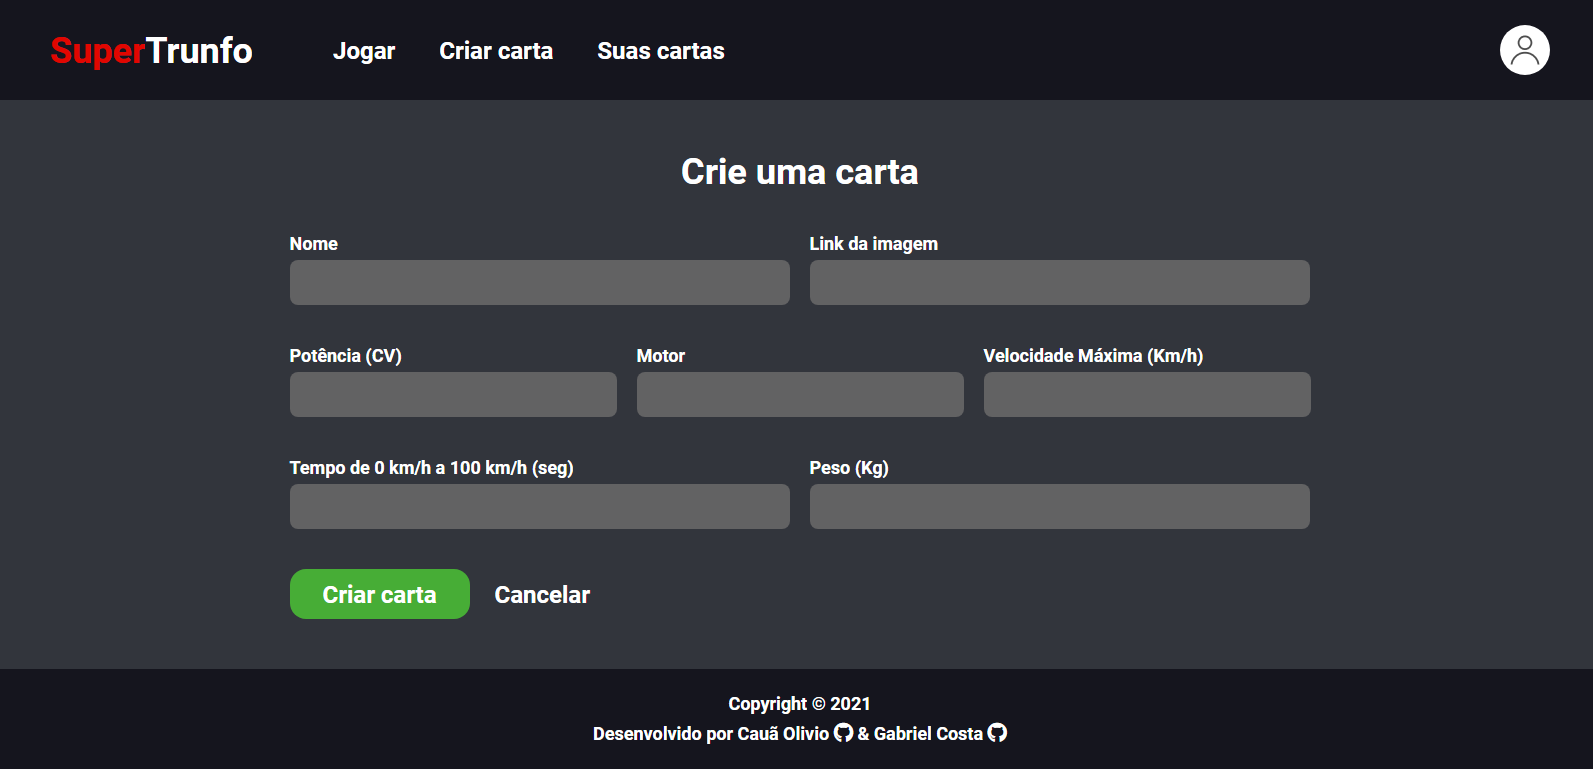 SuperTrunfo Jogar Criar carta Suas cartas
Crie uma carta
Nome Link da imagem
Potência (CV) Motor Velocidade Máxima (Km/h)
Tempo de 0 km/h a 100 km/h (seg) Peso (Kg)
Criar carta Cancelar
Copyright © 2021
Desenvolvido por Cauã Olivio & Gabriel Costa